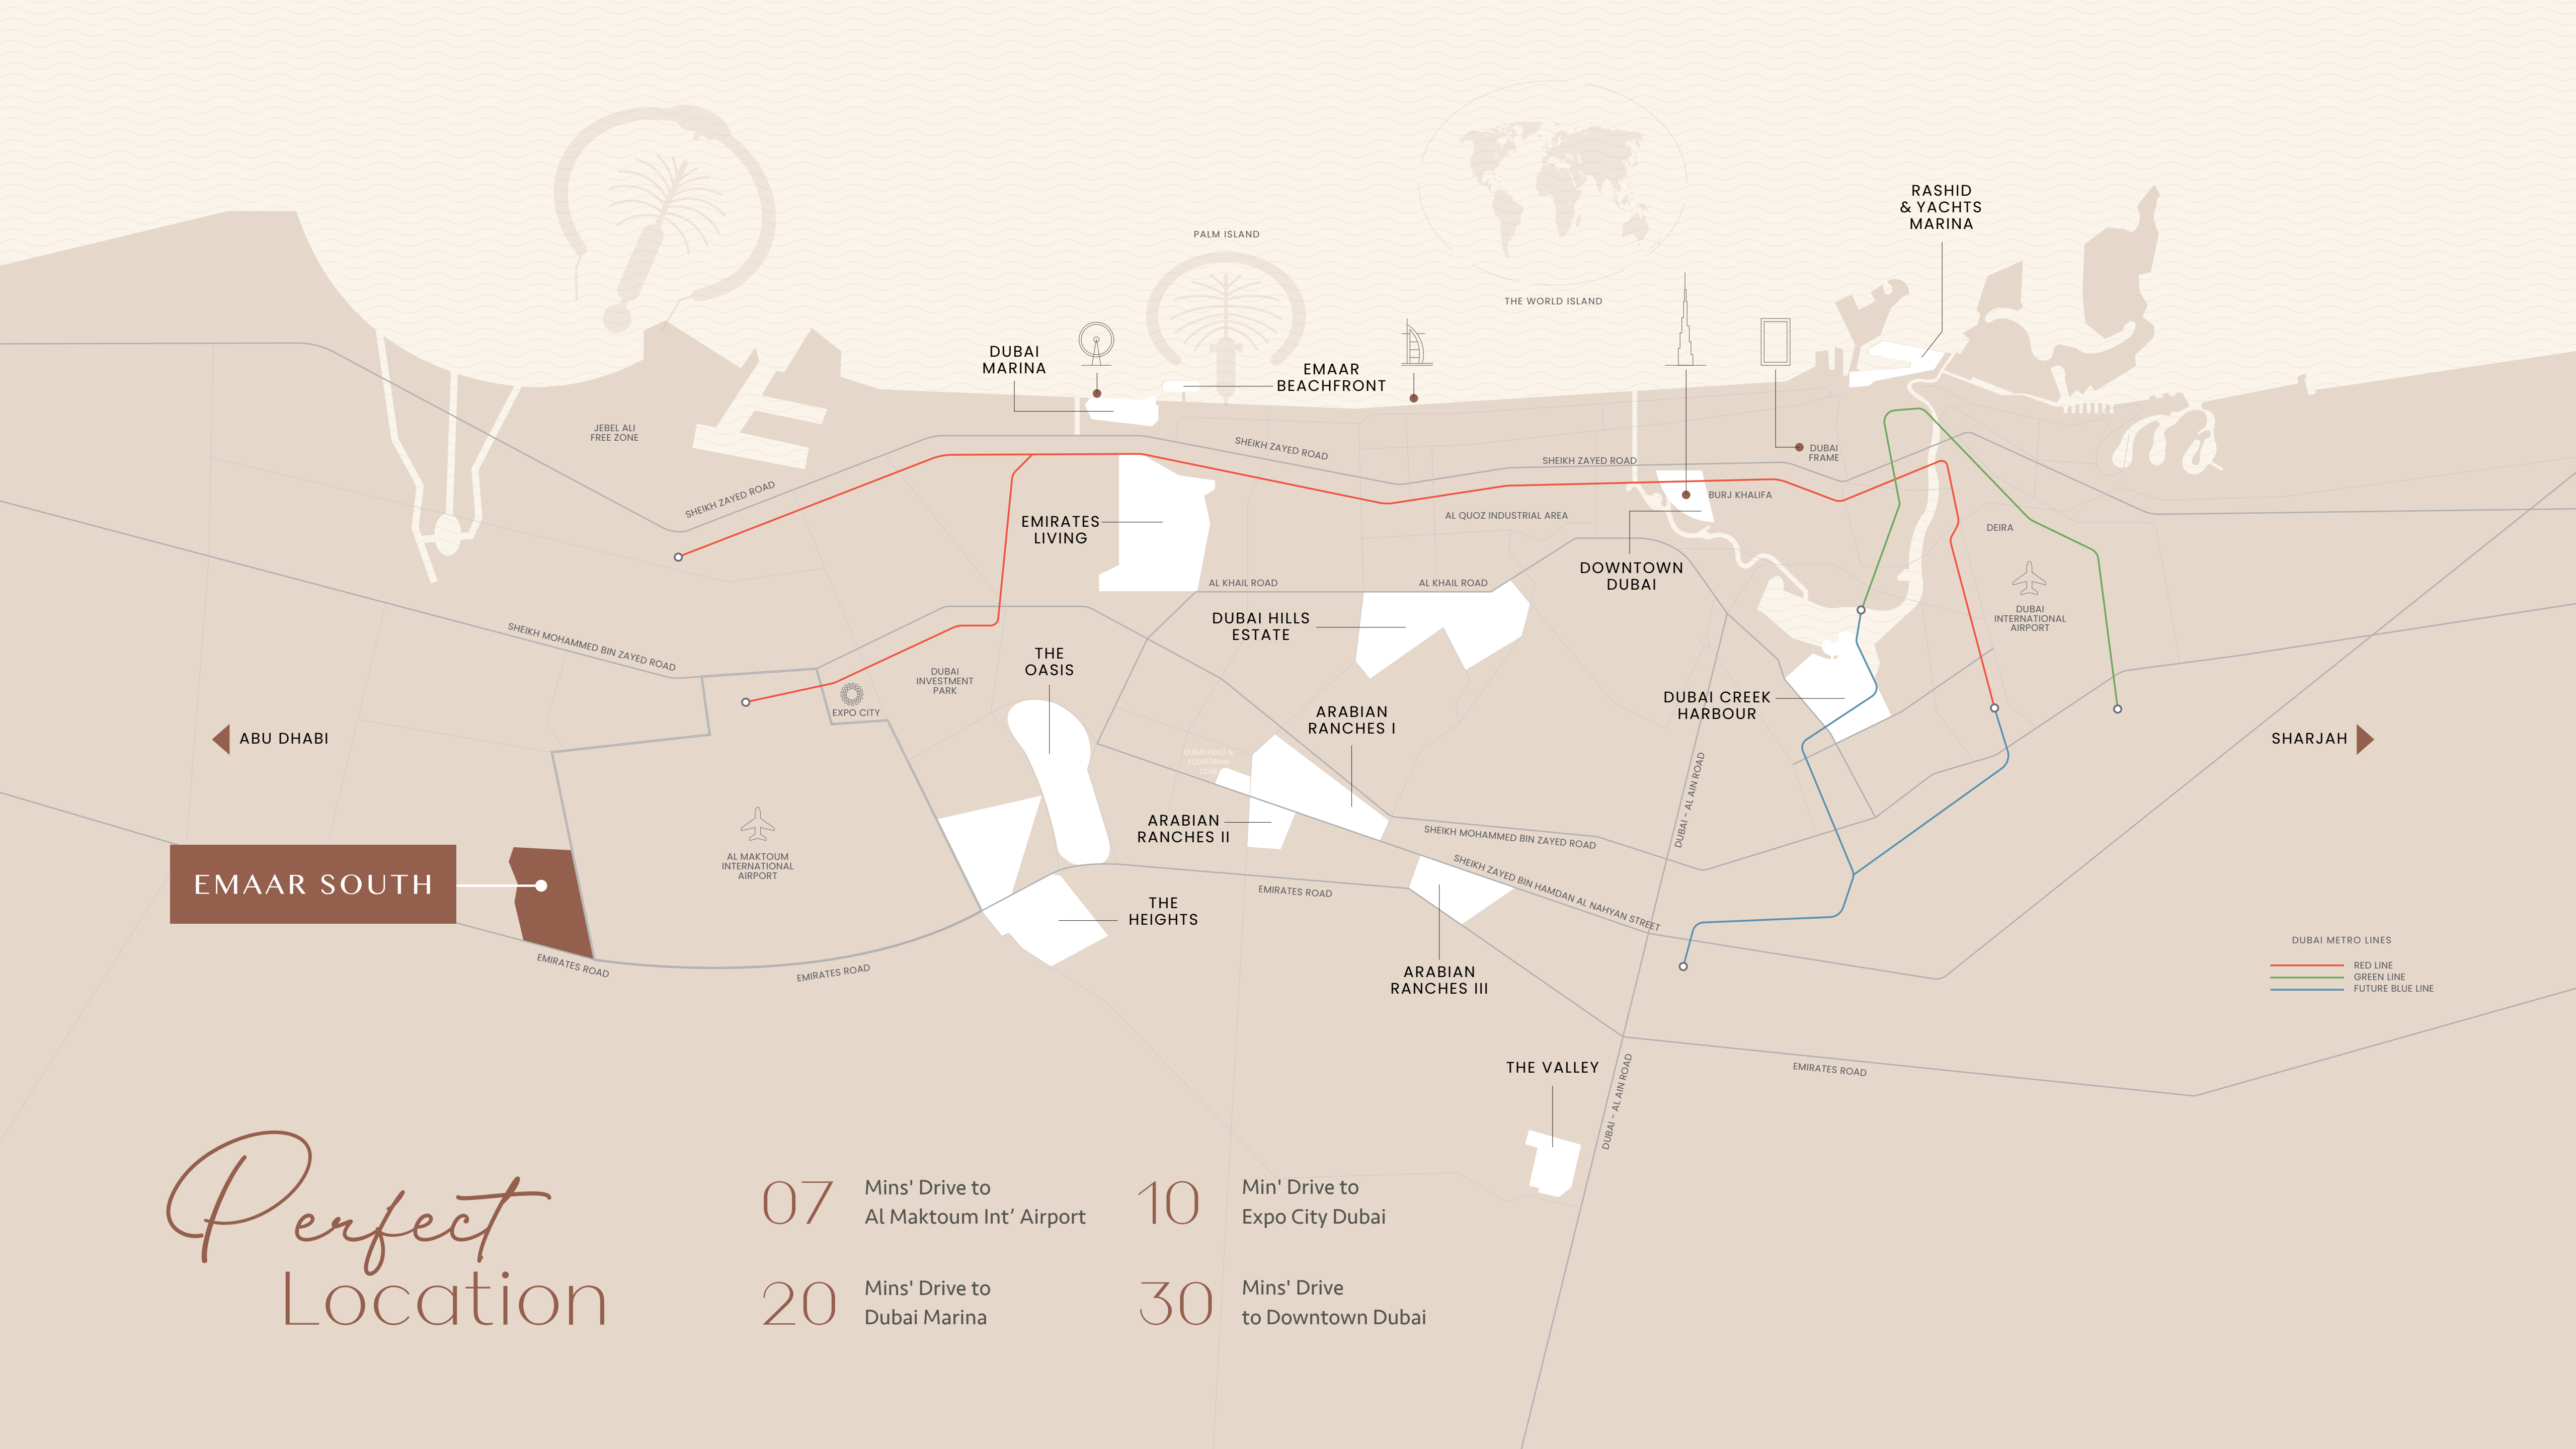 RASHID
& YACHTS
MARINA
PALM ISLAND
THE WORLD ISLAND
DUBAI
MARINA
EMAAR
BEACHFRONT
JEBEL ALI
FREE ZONE
SHEIKH ZAYED ROAD
SHEIKH ZAYED ROAD
SHEIKH ZAYED ROAD
DUBAI
FRAME
BURJ KHALIFA
AL QUOZ INDUSTRIAL AREA
EMIRATES
LIVING
DEIRA
DOWNTOWN
DUBAI
AL KHAIL ROAD
AL KHAIL ROAD
DUBAI HILLS
ESTATE
DUBAI
INTERNATIONAL
AIRPORT
SHEIKH MOHAMMED BIN ZAYED ROAD
THE
OASIS
DUBAI
INVESTMENT
PARK
EXPO CITY
DUBAI CREEK
HARBOUR
ARABIAN
RANCHES I
ABU DHABI
SHARJAH
DUBAI POLO &
EQUESTRIAN
CLUB
DUBAI - AL AIN ROAD
ARABIAN
RANCHES II
SHEIKH MOHAMMED BIN ZAYED ROAD
AL MAKTOUM
INTERNATIONAL
AIRPORT
EMAAR SOUTH
SHEIKH ZAYED BIN HAMDAN AL NAHYAN STREET
EMIRATES ROAD
THE
HEIGHTS
EMIRATES ROAD
EMIRATES ROAD
ARABIAN
RANCHES III
DUBAI METRO LINES
RED LINE
GREEN LINE
FUTURE BLUE LINE
THE VALLEY
EMIRATES ROAD
DUBAI - AL AIN ROAD
Perfect
Location
07
Mins' Drive to
Al Maktoum Int’ Airport
10
Min' Drive to
Expo City Dubai
20
Mins' Drive to
Dubai Marina
30
Mins' Drive
to Downtown Dubai